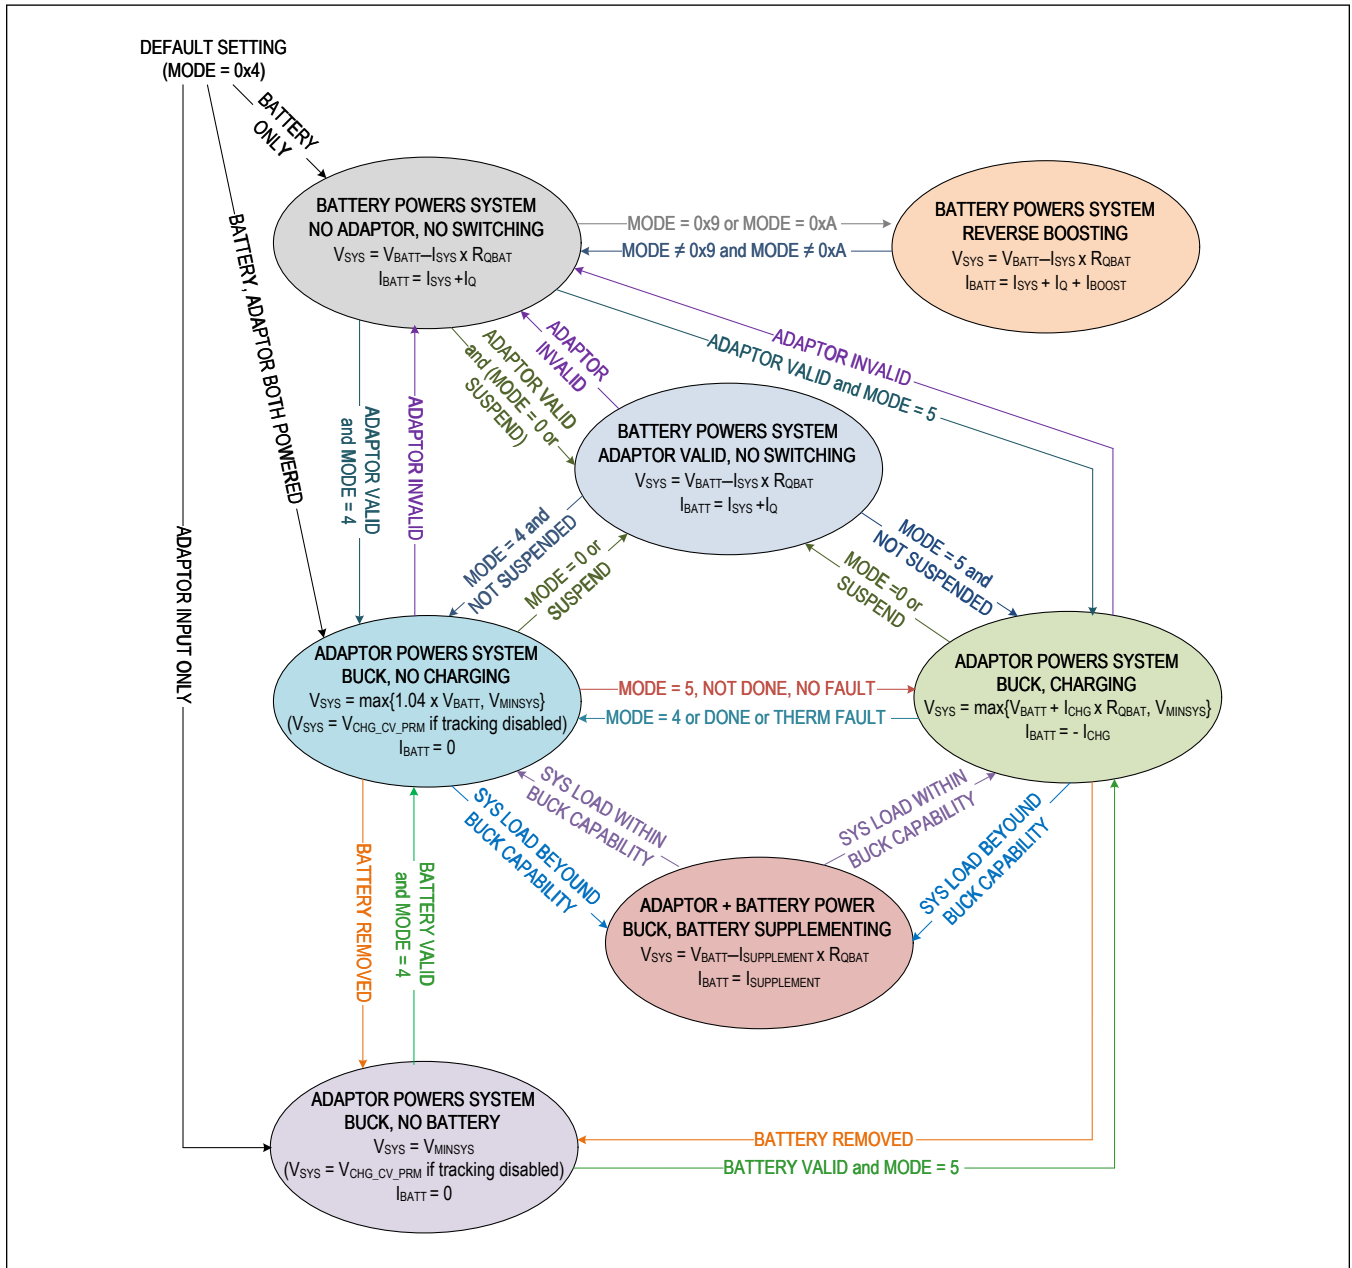 DEFAULT SETTING
(MODE = 0x4)
BATTERY
ONLY
BATTERY, ADAPTOR BOTH POWERED
ADAPTOR INPUT ONLY
BATTERY POWERS SYSTEM
NO ADAPTOR, NO SWITCHING
VSYS = VBATT–ISYS x RQBAT
IBATT = ISYS +IQ
MODE = 0x9 or MODE = 0xA
MODE ≠ 0x9 and MODE ≠ 0xA
BATTERY POWERS SYSTEM
REVERSE BOOSTING
VSYS = VBATT–ISYS x RQBAT
IBATT = ISYS + IQ + IBOOST
ADAPTOR VALID
and MODE = 4
ADAPTOR INVALID
ADAPTOR VALID
and (MODE = 0 or
SUSPEND)
ADAPTOR
INVALID
ADAPTOR INVALID
ADAPTOR VALID and MODE = 5
BATTERY POWERS SYSTEM
ADAPTOR VALID, NO SWITCHING
VSYS = VBATT–ISYS x RQBAT
IBATT = ISYS +IQ
MODE = 4 and
NOT SUSPENDED
MODE = 0 or
SUSPEND
MODE =0 or
SUSPEND
MODE = 5 and
NOT SUSPENDED
ADAPTOR POWERS SYSTEM
BUCK, NO CHARGING
VSYS = max{1.04 x VBATT, VMINSYS}
(VSYS = VCHG_CV_PRM if tracking disabled)
IBATT = 0
MODE = 5, NOT DONE, NO FAULT
MODE = 4 or DONE or THERM FAULT
ADAPTOR POWERS SYSTEM
BUCK, CHARGING
VSYS = max{VBATT + ICHG x RQBAT, VMINSYS}
IBATT = - ICHG
SYS LOAD WITHIN
BUCK CAPABILITY
SYS LOAD BEYOUND
BUCK CAPABILITY
SYS LOAD WITHIN
BUCK CAPABILITY
SYS LOAD BEYOUND
BUCK CAPABILITY
BATTERY REMOVED
BATTERY VALID
and MODE = 4
ADAPTOR + BATTERY POWER
BUCK, BATTERY SUPPLEMENTING
VSYS = VBATT–ISUPPLEMENT x RQBAT
IBATT = ISUPPLEMENT
ADAPTOR POWERS SYSTEM
BUCK, NO BATTERY
VSYS = VMINSYS
(VSYS = VCHG_CV_PRM if tracking disabled)
IBATT = 0
BATTERY REMOVED
BATTERY VALID and MODE = 5